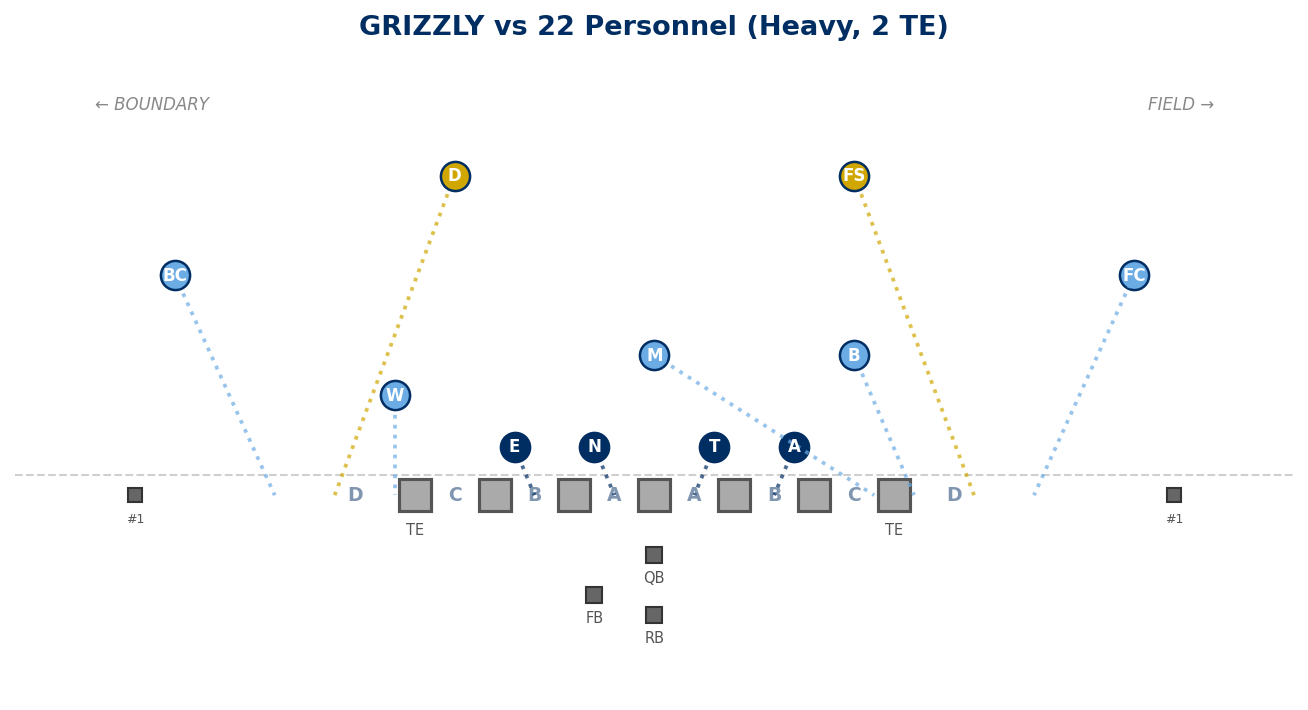 GRIZZLY vs 22 Personnel (Heavy, 2 TE)
← BOUNDARY
FIELD →
D
FS
BC
FC
M
B
W
E
N
T
A
D
C
B
A
A
B
C
D
#1
TE
TE
#1
QB
FB
RB